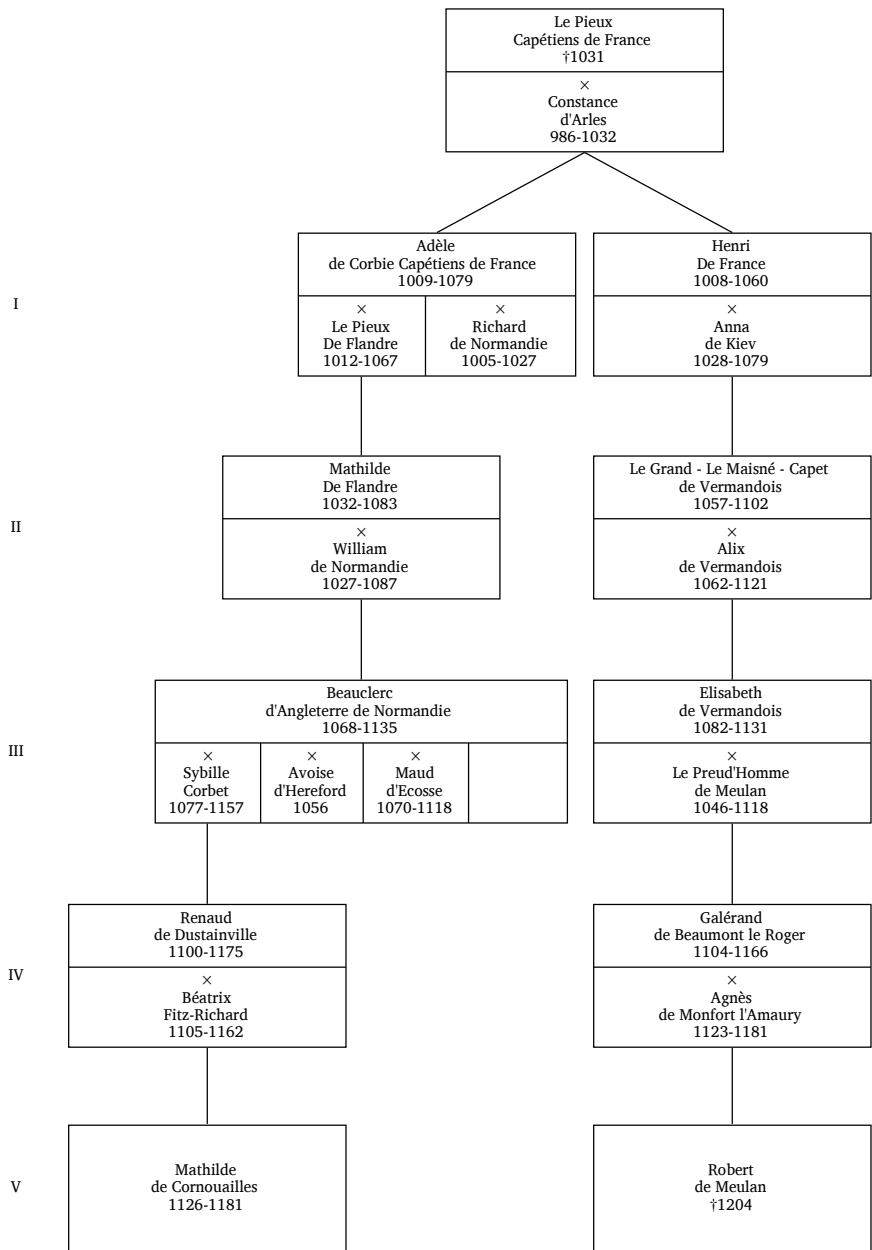 Le Pieux
Capétiens de France
†1031
×
Constance
d'Arles
986-1032
I
Adèle
de Corbie Capétiens de France
1009-1079
×
Le Pieux
De Flandre
1012-1067
×
Richard
de Normandie
1005-1027
Henri
De France
1008-1060
×
Anna
de Kiev
1028-1079
II
Mathilde
De Flandre
1032-1083
×
William
de Normandie
1027-1087
Le Grand - Le Maisné - Capet
de Vermandois
1057-1102
×
Alix
de Vermandois
1062-1121
III
Beauclerc
d'Angleterre de Normandie
1068-1135
×
Sybille
Corbet
1077-1157
×
Avoise
d'Hereford
1056
×
Maud
d'Ecosse
1070-1118
Elisabeth
de Vermandois
1082-1131
×
Le Preud'Homme
de Meulan
1046-1118
IV
Renaud
de Dustainville
1100-1175
×
Béatrix
Fitz-Richard
1105-1162
Galérand
de Beaumont le Roger
1104-1166
×
Agnès
de Monfort l'Amaury
1123-1181
V
Mathilde
de Cornouailles
1126-1181
Robert
de Meulan
†1204